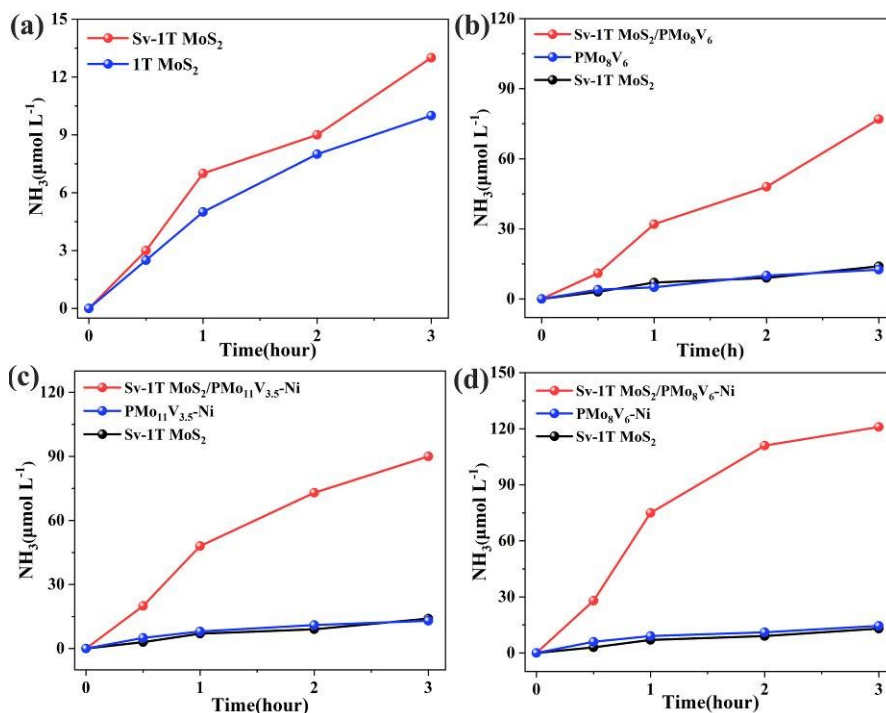 (a)
Sv-1T MoS₂
1T MoS₂
NH₃(μmol L⁻¹)
15
12
9
6
3
0
0 1 2 3
Time(hour)
(b)
Sv-1T MoS₂/PMo₈V₆
PMo₈V₆
Sv-1T MoS₂
NH₃(μmol L⁻¹)
120
90
60
30
0
0 1 2 3
Time(h)
(c)
Sv-1T MoS₂/PMo₁₁V₃.₅-Ni
PMo₁₁V₃.₅-Ni
Sv-1T MoS₂
NH₃(μmol L⁻¹)
120
90
60
30
0
0 1 2 3
Time(hour)
(d)
Sv-1T MoS₂/PMo₈V₆-Ni
PMo₈V₆-Ni
Sv-1T MoS₂
NH₃(μmol L⁻¹)
150
120
90
60
30
0
0 1 2 3
Time(hour)